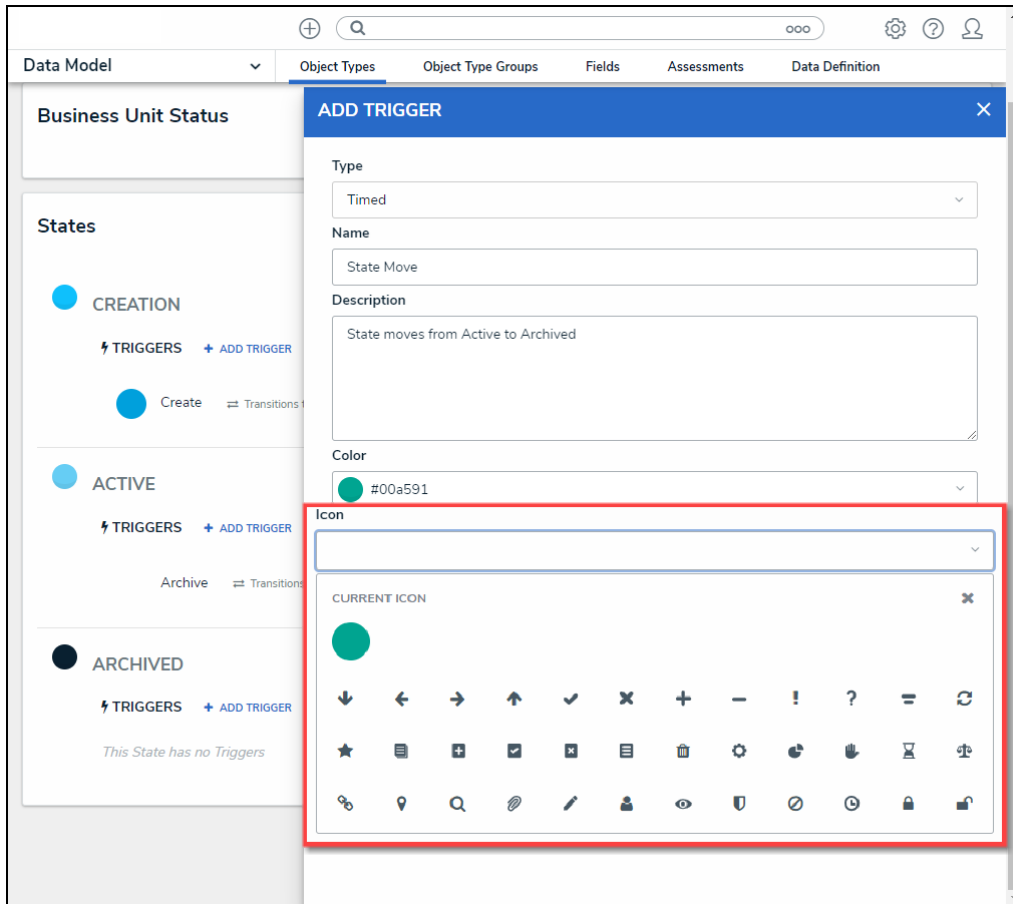 Data Model
Object Types
Object Type Groups
Fields
Assessments
Data Definition
Business Unit Status
States
CREATION
TRIGGERS
+ ADD TRIGGER
Create
Transitions t
ACTIVE
TRIGGERS
+ ADD TRIGGER
Archive
Transitions
ARCHIVED
TRIGGERS
+ ADD TRIGGER
This State has no Triggers
ADD TRIGGER
Type
Timed
Name
State Move
Description
State moves from Active to Archived
Color
#00a591
Icon
CURRENT ICON